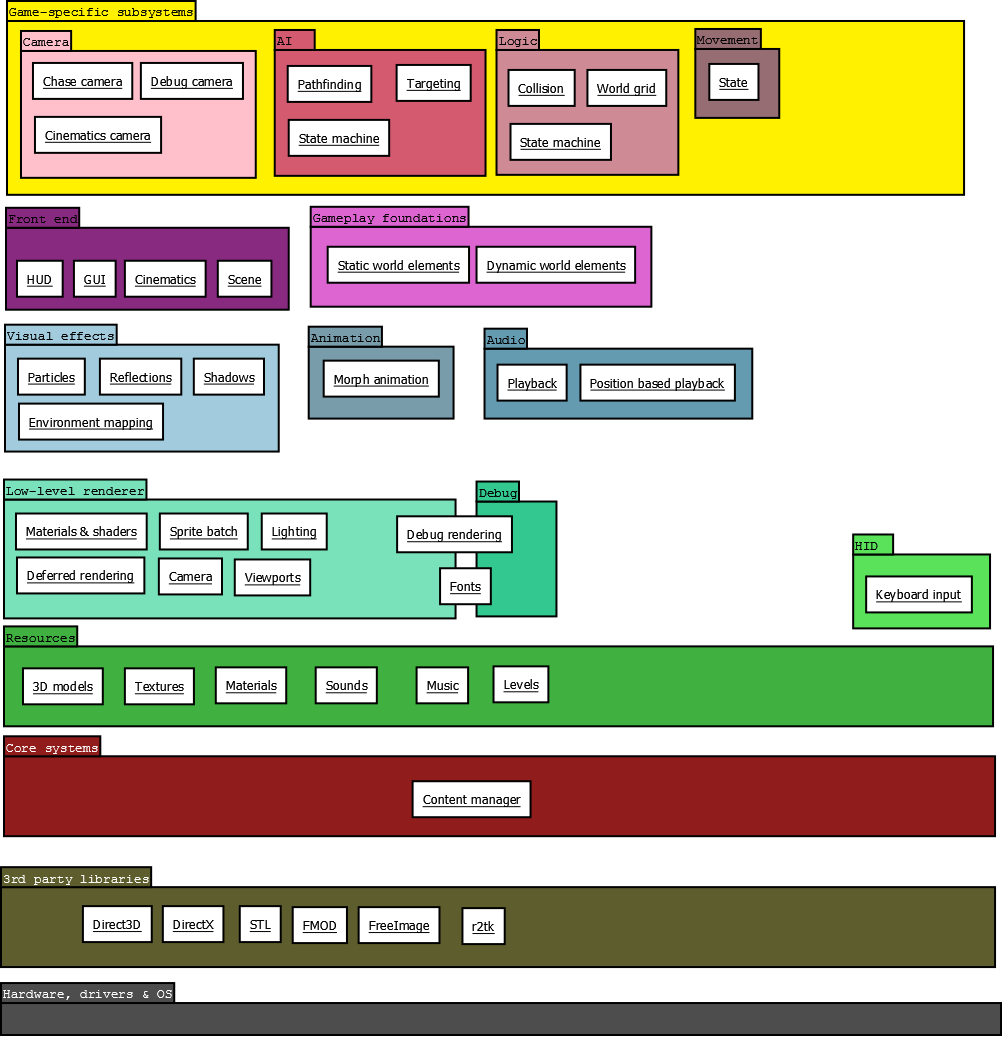 Game-specific subsystems
Camera
AI
Logic
Movement
Chase camera
Debug camera
Pathfinding
Targeting
Collision
World grid
State
Cinematics camera
State machine
State machine
Front end
Gameplay foundations
HUD
GUI
Cinematics
Scene
Static world elements
Dynamic world elements
Visual effects
Animation
Audio
Particles
Reflections
Shadows
Morph animation
Playback
Position based playback
Environment mapping
Low-level renderer
Debug
Materials & shaders
Sprite batch
Lighting
Debug rendering
HID
Deferred rendering
Camera
Viewports
Fonts
Keyboard input
Resources
3D models
Textures
Materials
Sounds
Music
Levels
Core systems
Content manager
3rd party libraries
Direct3D
DirectX
STL
FMOD
FreeImage
r2tk
Hardware, drivers & OS